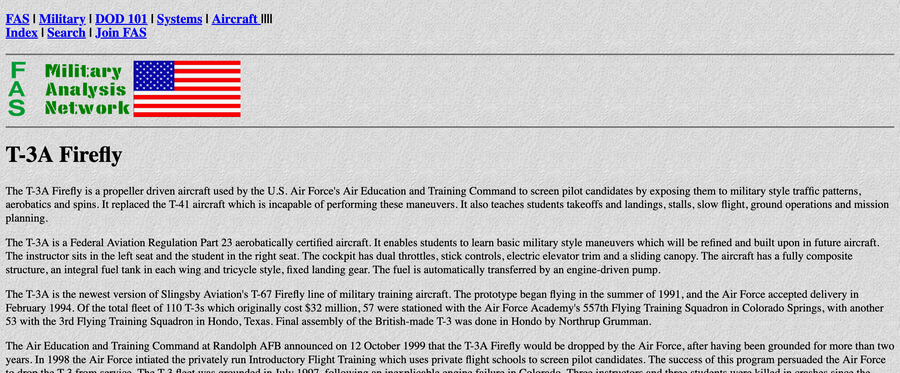 FAS | Military | DOD 101 | Systems | Aircraft ||||
Index | Search | Join FAS
FAS Military Analysis Network
T-3A Firefly
The T-3A Firefly is a propeller driven aircraft used by the U.S. Air Force's Air Education and Training Command to screen pilot candidates by exposing them to military style traffic patterns,
aerobatics and spins. It replaced the T-41 aircraft which is incapable of performing these maneuvers. It also teaches students takeoffs and landings, stalls, slow flight, ground operations and mission
planning.
The T-3A is a Federal Aviation Regulation Part 23 aerobatically certified aircraft. It enables students to learn basic military style maneuvers which will be refined and built upon in future aircraft.
The instructor sits in the left seat and the student in the right seat. The cockpit has dual throttles, stick controls, electric elevator trim and a sliding canopy. The aircraft has a fully composite
structure, an integral fuel tank in each wing and tricycle style, fixed landing gear. The fuel is automatically transferred by an engine-driven pump.
The T-3A is the newest version of Slingsby Aviation's T-67 Firefly line of military training aircraft. The prototype began flying in the summer of 1991, and the Air Force accepted delivery in
February 1994. Of the total fleet of 110 T-3s which originally cost $32 million, 57 were stationed with the Air Force Academy's 557th Flying Training Squadron in Colorado Springs, with another
53 with the 3rd Flying Training Squadron in Hondo, Texas. Final assembly of the British-made T-3 was done in Hondo by Northrup Grumman.
The Air Education and Training Command at Randolph AFB announced on 12 October 1999 that the T-3A Firefly would be dropped by the Air Force, after having been grounded for more than two
years. In 1998 the Air Force intiated the privately run Introductory Flight Training which uses private flight schools to screen pilot candidates. The success of this program persuaded the Air Force
to drop the T-3 from service. The T-3 fleet was grounded in July 1997, following an inexplicable engine failure in Colorado. Three instructors and three students were killed in crashes since the